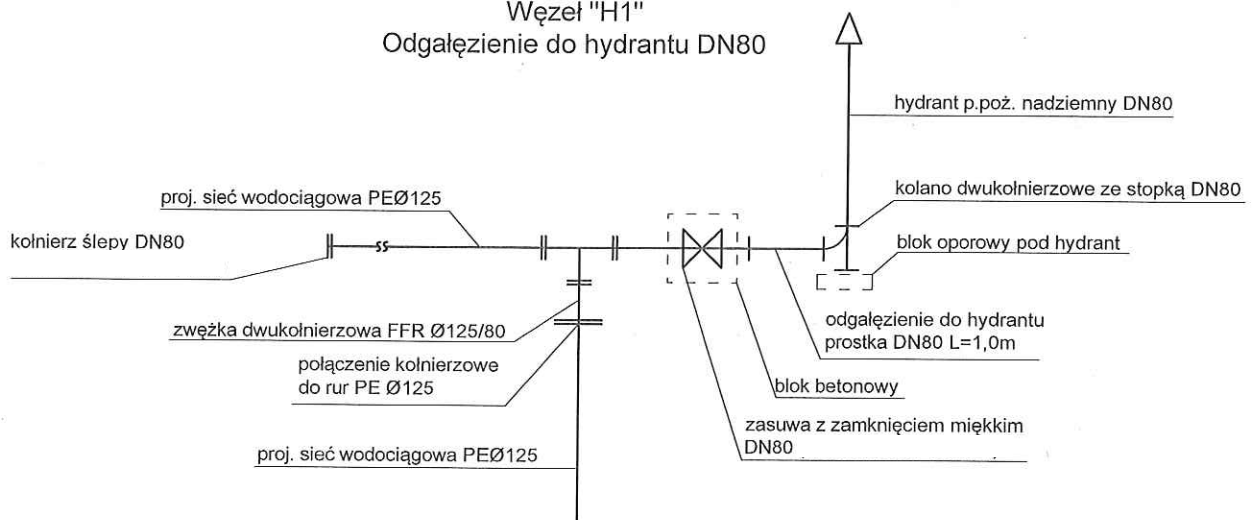 Węzeł "H1"
Odgałęzienie do hydrantu DN80
hydrant p.poż. nadziemny DN80
proj. sieć wodociągowa PEØ125
kolano dwukołnierzowe ze stopką DN80
kołnierz ślepy DN80
blok oporowy pod hydrant
zwężka dwukołnierzowa FFR Ø125/80
odgałęzienie do hydrantu
prostka DN80 L=1,0m
połączenie kołnierzowe
do rur PE Ø125
blok betonowy
zasuwa z zamknięciem miękkim
DN80
proj. sieć wodociągowa PEØ125